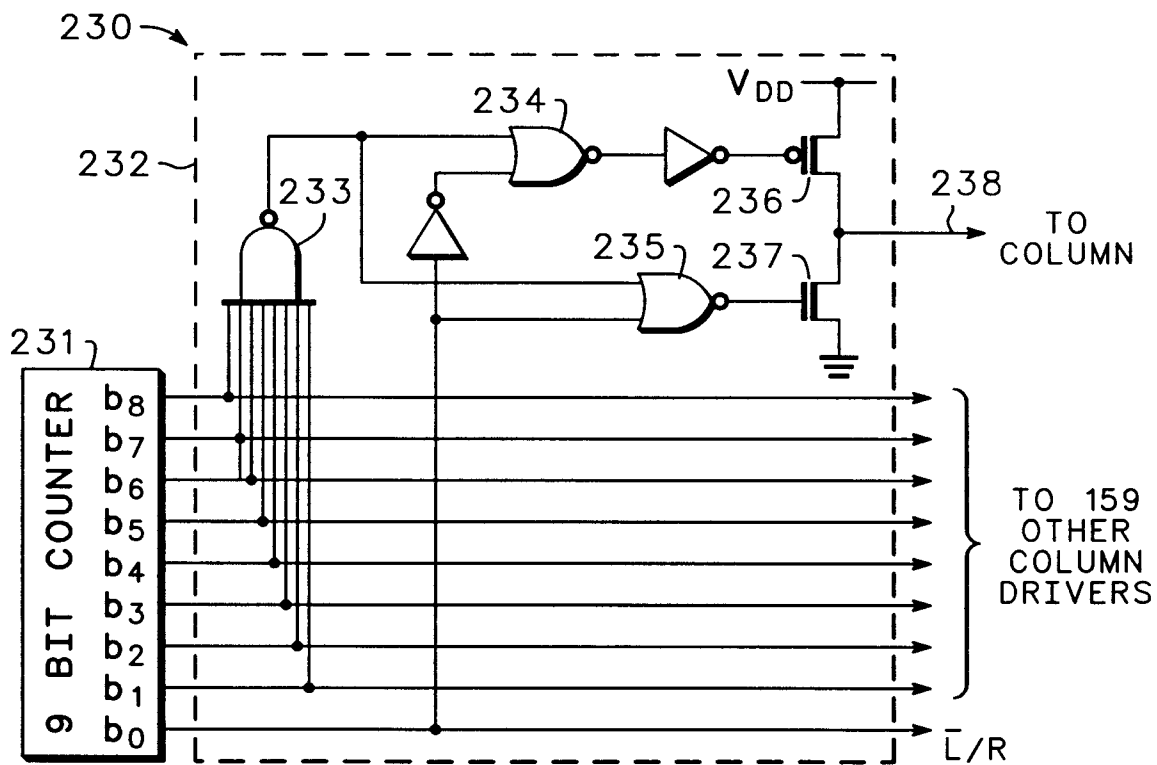 230
232
233
234
V DD
236
238
TO
COLUMN
235
237
231
9 BIT COUNTER
b8
b7
b6
b5
b4
b3
b2
b1
b0
TO 159
OTHER
COLUMN
DRIVERS
L̅/R